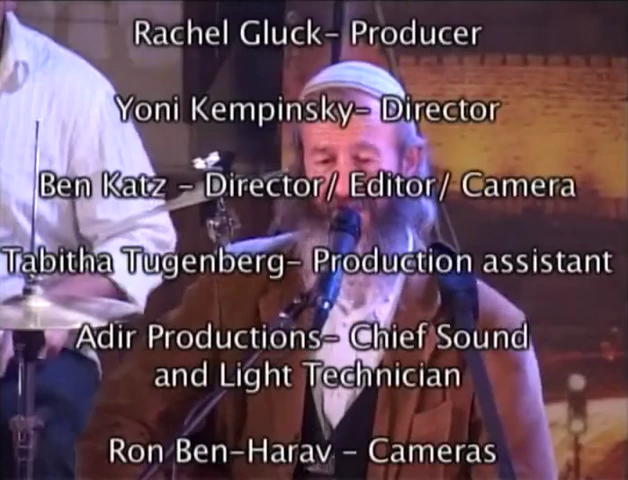 Rachel Gluck- Producer
Yoni Kempinsky- Director
Ben Katz - Director/ Editor/ Camera
Tabitha Tugenberg- Production assistant
Adir Productions- Chief Sound
and Light Technician
Ron Ben-Harav - Cameras